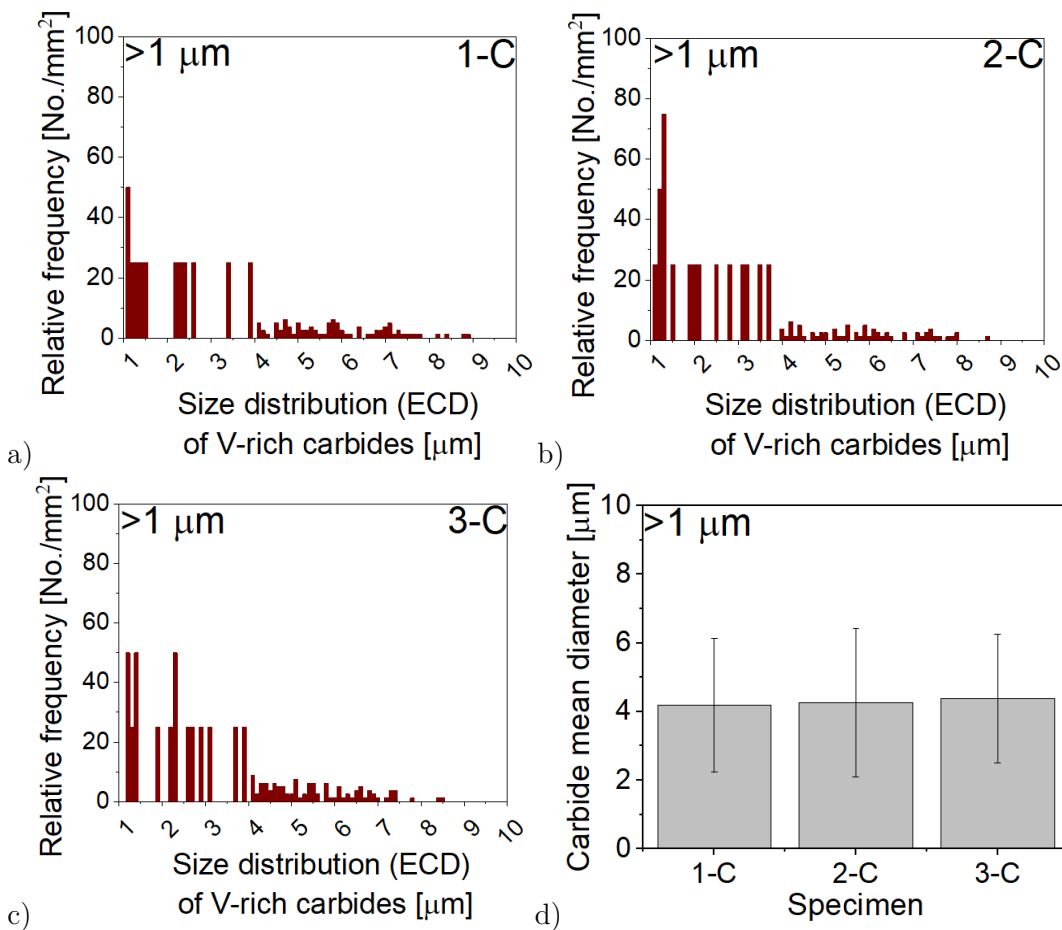 >1 μm 1-C
Relative frequency [No./mm²]
100
80
60
40
20
0
1 2 3 4 5 6 7 8 9 10
Size distribution (ECD)
of V-rich carbides [μm]
a)
>1 μm 2-C
Relative frequency [No./mm²]
100
80
60
40
20
0
1 2 3 4 5 6 7 8 9 10
Size distribution (ECD)
of V-rich carbides [μm]
b)
>1 μm 3-C
Relative frequency [No./mm²]
100
80
60
40
20
0
1 2 3 4 5 6 7 8 9 10
Size distribution (ECD)
of V-rich carbides [μm]
c)
>1 μm
Carbide mean diameter [μm]
10
8
6
4
2
0
1-C 2-C 3-C
Specimen
d)